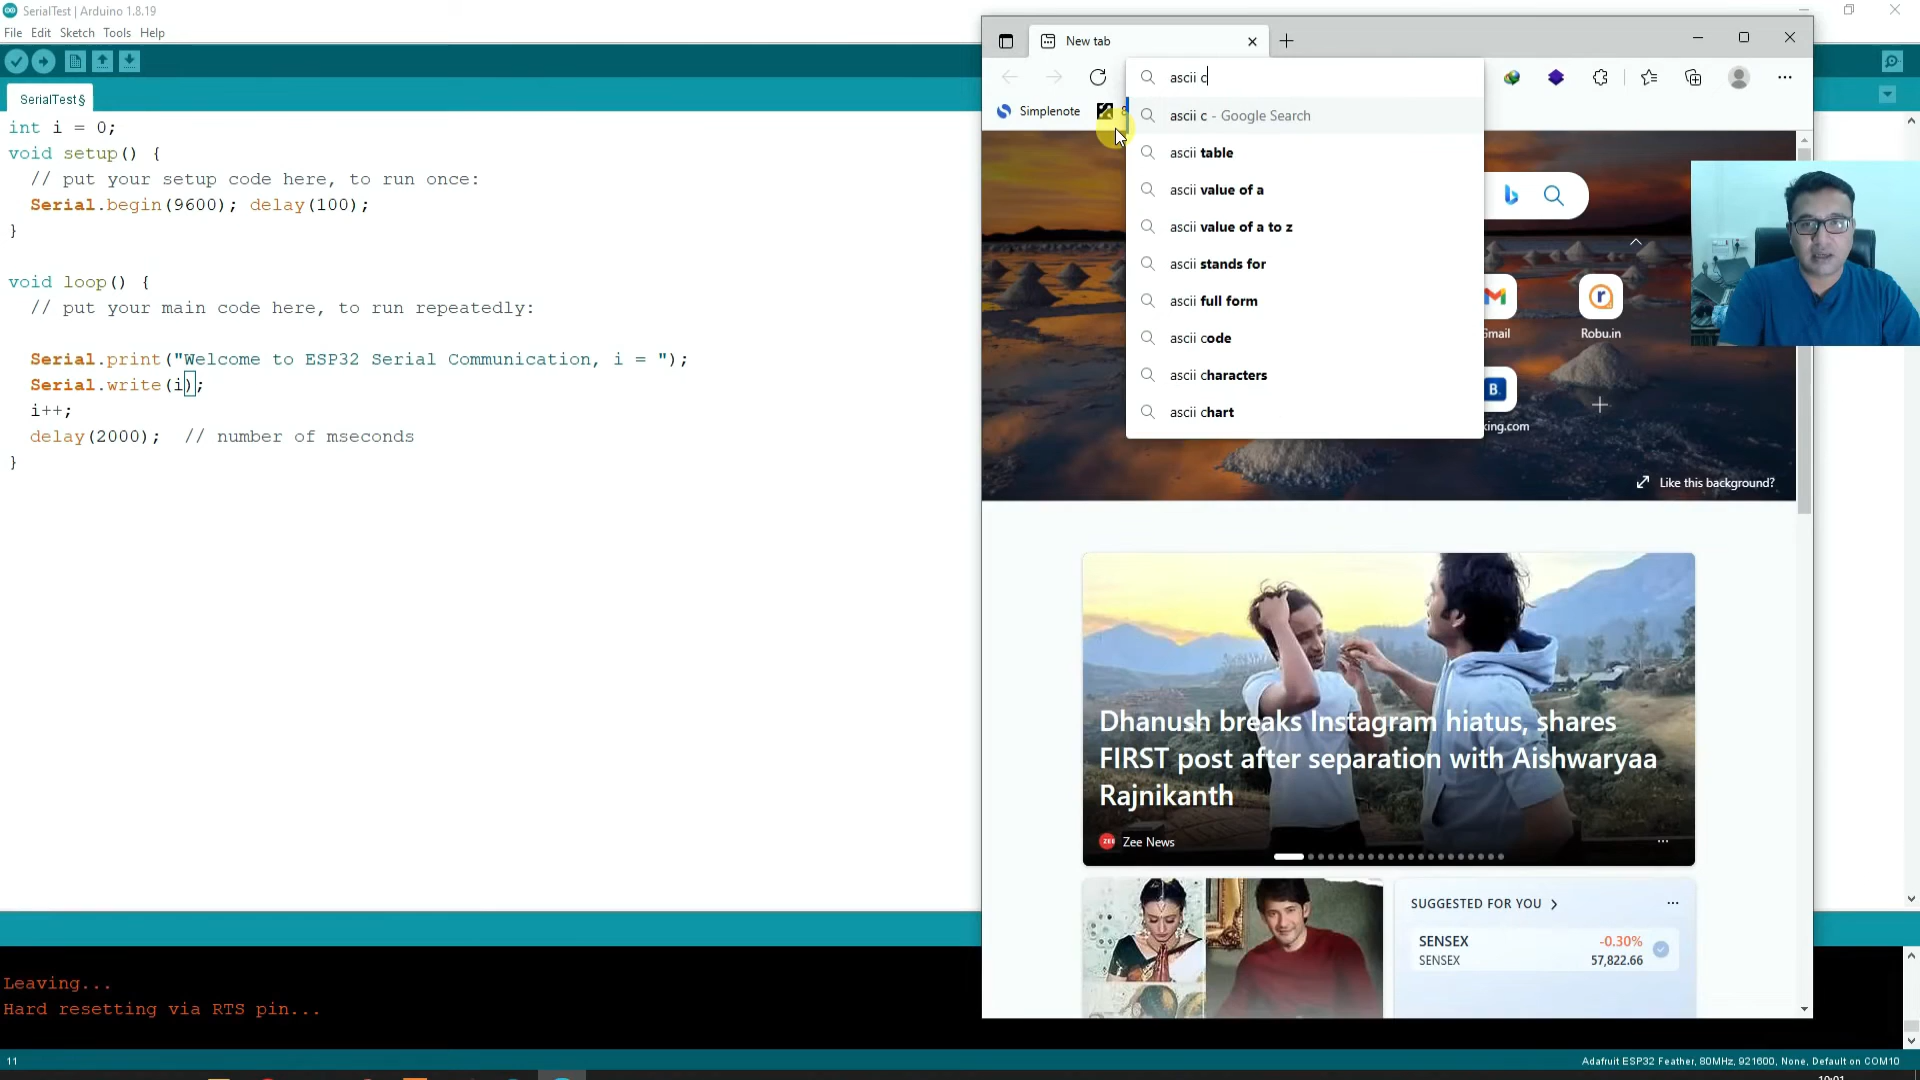 SerialTest | Arduino 1.8.19
File Edit Sketch Tools Help
SerialTest§
int i = 0;
void setup() {
// put your setup code here, to run once:
Serial.begin(9600); delay(100);
}
void loop() {
// put your main code here, to run repeatedly:
Serial.print("Welcome to ESP32 Serial Communication, i = ");
Serial.write(i);
i++;
delay(2000);  // number of mseconds
}
Leaving...
Hard resetting via RTS pin...
11
Adafruit ESP32 Feather, 80MHz, 921600, None, Default on COM10
New tab
ascii c
Simplenote
ascii c - Google Search
ascii table
ascii value of a
ascii value of a to z
ascii stands for
ascii full form
ascii code
ascii characters
ascii chart
Robu.in
B.
king.com
Like this background?
Dhanush breaks Instagram hiatus, shares
FIRST post after separation with Aishwaryaa
Rajnikanth
ZEE Zee News
SUGGESTED FOR YOU
SENSEX -0.30%
SENSEX 57,822.66